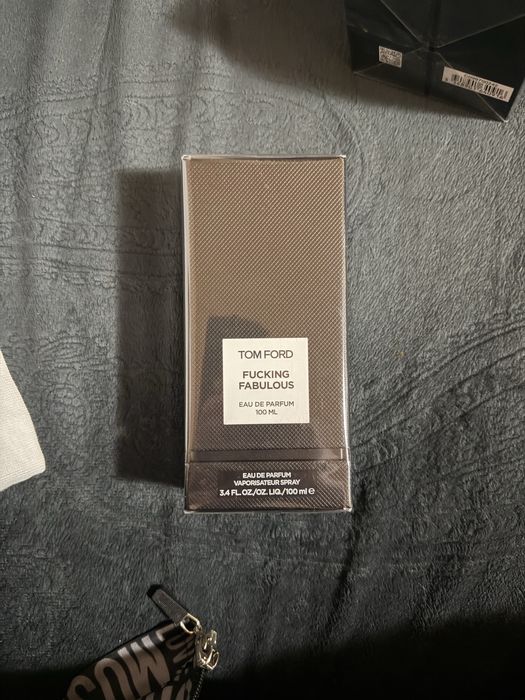 TOM FORD
FUCKING
FABULOUS
EAU DE PARFUM
100 ML
EAU DE PARFUM
VAPORISATEUR SPRAY
3.4 FL.OZ./OZ. LIQ./100 ml ℮
MUS